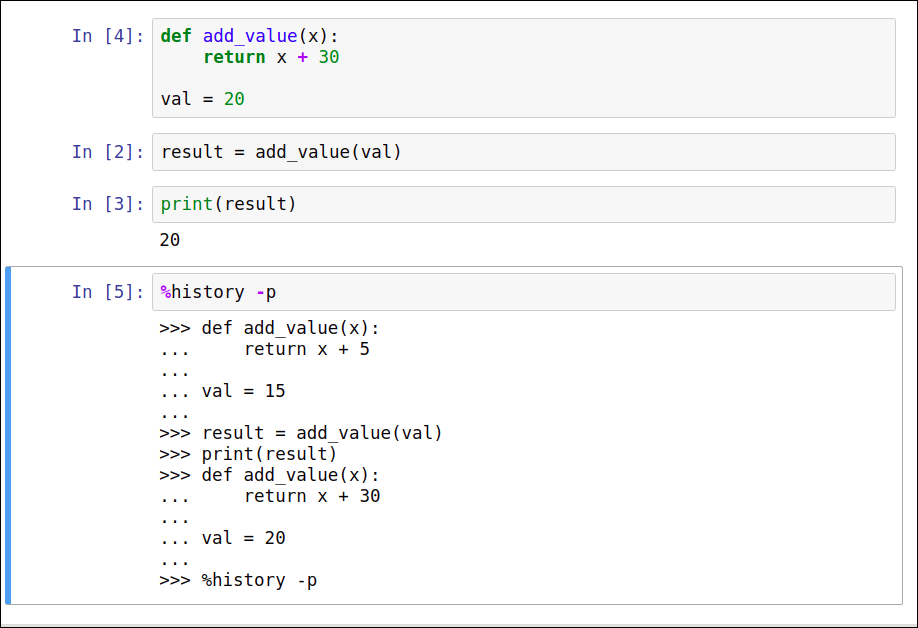 In [4]: def add_value(x):
    return x + 30

val = 20
In [2]: result = add_value(val)
In [3]: print(result)
20
In [5]: %history -p
>>> def add_value(x):
...     return x + 5
...
... val = 15
...
>>> result = add_value(val)
>>> print(result)
>>> def add_value(x):
...     return x + 30
...
... val = 20
...
>>> %history -p